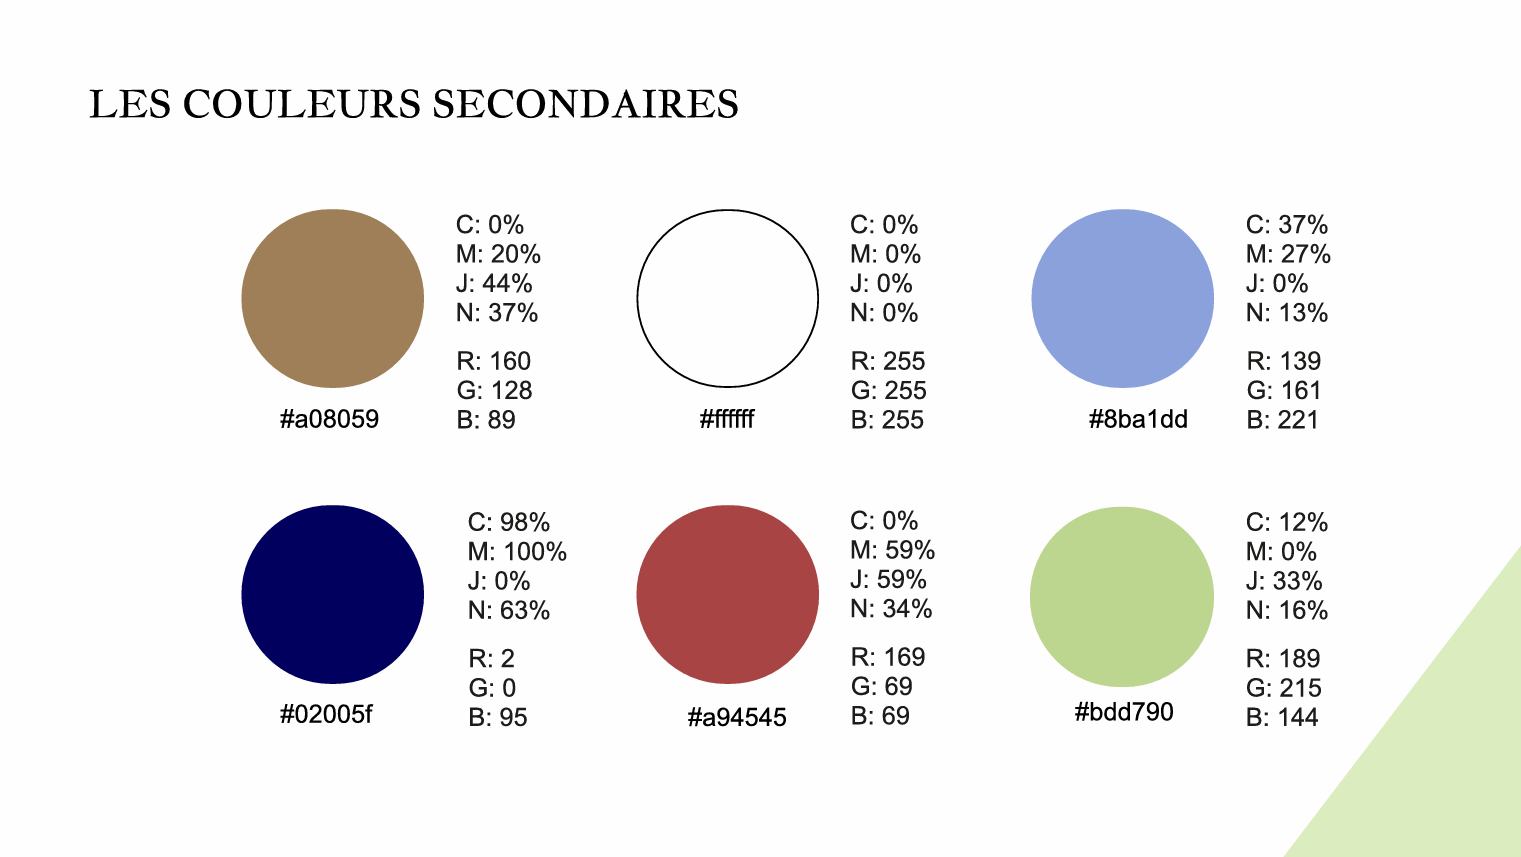 LES COULEURS SECONDAIRES
C: 0%
M: 20%
J: 44%
N: 37%
R: 160
G: 128
B: 89
#a08059
C: 0%
M: 0%
J: 0%
N: 0%
R: 255
G: 255
B: 255
#ffffff
C: 37%
M: 27%
J: 0%
N: 13%
R: 139
G: 161
B: 221
#8ba1dd
C: 98%
M: 100%
J: 0%
N: 63%
R: 2
G: 0
B: 95
#02005f
C: 0%
M: 59%
J: 59%
N: 34%
R: 169
G: 69
B: 69
#a94545
C: 12%
M: 0%
J: 33%
N: 16%
R: 189
G: 215
B: 144
#bdd790